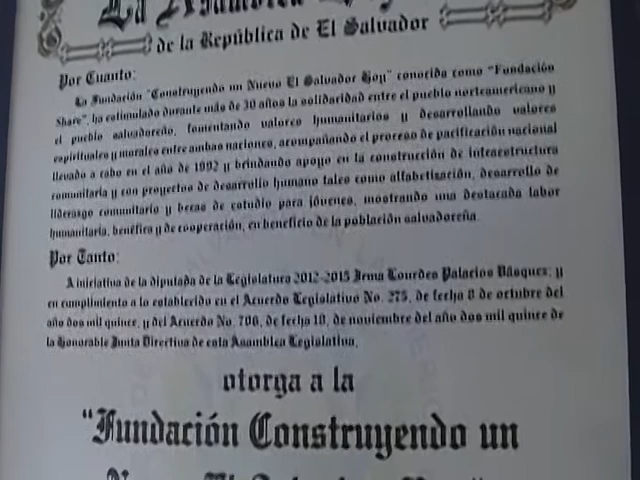 La Asamblea
de la República de El Salvador
Por Cuanto:
La Fundación "Construyendo un Nuevo El Salvador Hoy" conocida como "Fundación
Share", ha estimulado durante más de 30 años la solidaridad entre el pueblo norteamericano y
el pueblo salvadoreño, fomentando valores humanitarios y desarrollando valores
espirituales y morales entre ambas naciones, acompañando el proceso de pacificación nacional
llevado a cabo en el año de 1992 y brindando apoyo en la construcción de infraestructura
comunitaria y con proyectos de desarrollo humano tales como alfabetización, desarrollo de
liderazgo comunitario y becas de estudio para jóvenes, mostrando una destacada labor
humanitaria, benéfica y de cooperación, en beneficio de la población salvadoreña.
Por Tanto:
A iniciativa de la diputada de la Legislatura 2012-2015 Irma Lourdes Palacios Vásquez; y
en cumplimiento a lo establecido en el Acuerdo Legislativo No. 275, de fecha 8 de octubre del
año dos mil quince, y del Acuerdo No. 706, de fecha 10, de noviembre del año dos mil quince de
la Honorable Junta Directiva de esta Asamblea Legislativa,
otorga a la
"Fundación Construyendo un